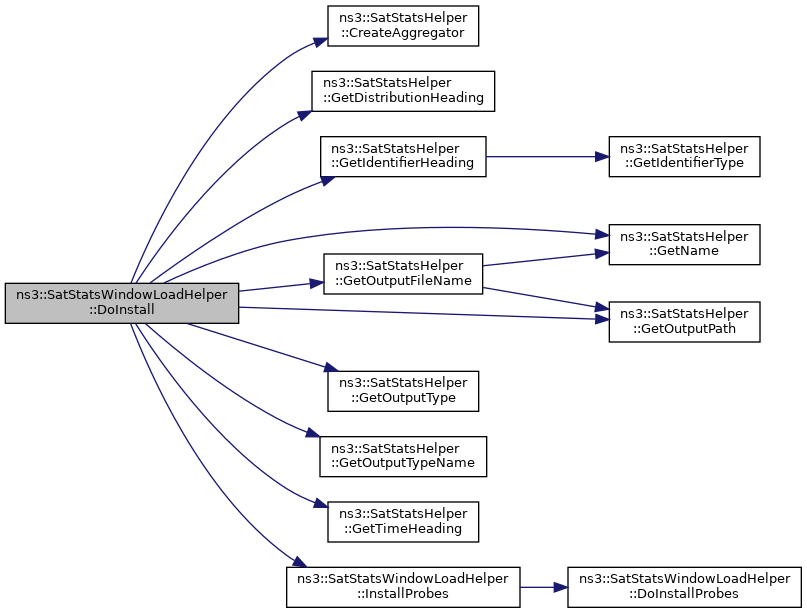 ns3::SatStatsHelper
::CreateAggregator
ns3::SatStatsHelper
::GetDistributionHeading
ns3::SatStatsHelper
::GetIdentifierHeading
ns3::SatStatsHelper
::GetIdentifierType
ns3::SatStatsHelper
::GetName
ns3::SatStatsHelper
::GetOutputFileName
ns3::SatStatsWindowLoadHelper
::DoInstall
ns3::SatStatsHelper
::GetOutputPath
ns3::SatStatsHelper
::GetOutputType
ns3::SatStatsHelper
::GetOutputTypeName
ns3::SatStatsHelper
::GetTimeHeading
ns3::SatStatsWindowLoadHelper
::InstallProbes
ns3::SatStatsWindowLoadHelper
::DoInstallProbes